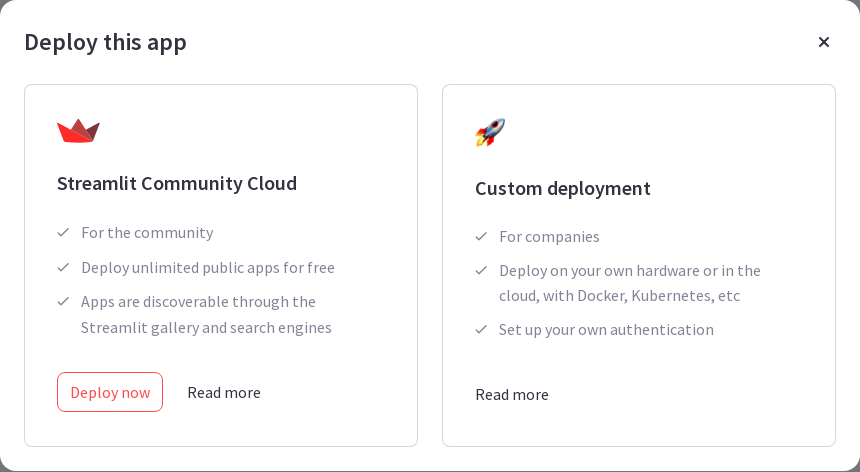 Deploy this app
Streamlit Community Cloud
For the community
Deploy unlimited public apps for free
Apps are discoverable through the
Streamlit gallery and search engines
Deploy now
Read more
Custom deployment
For companies
Deploy on your own hardware or in the
cloud, with Docker, Kubernetes, etc
Set up your own authentication
Read more